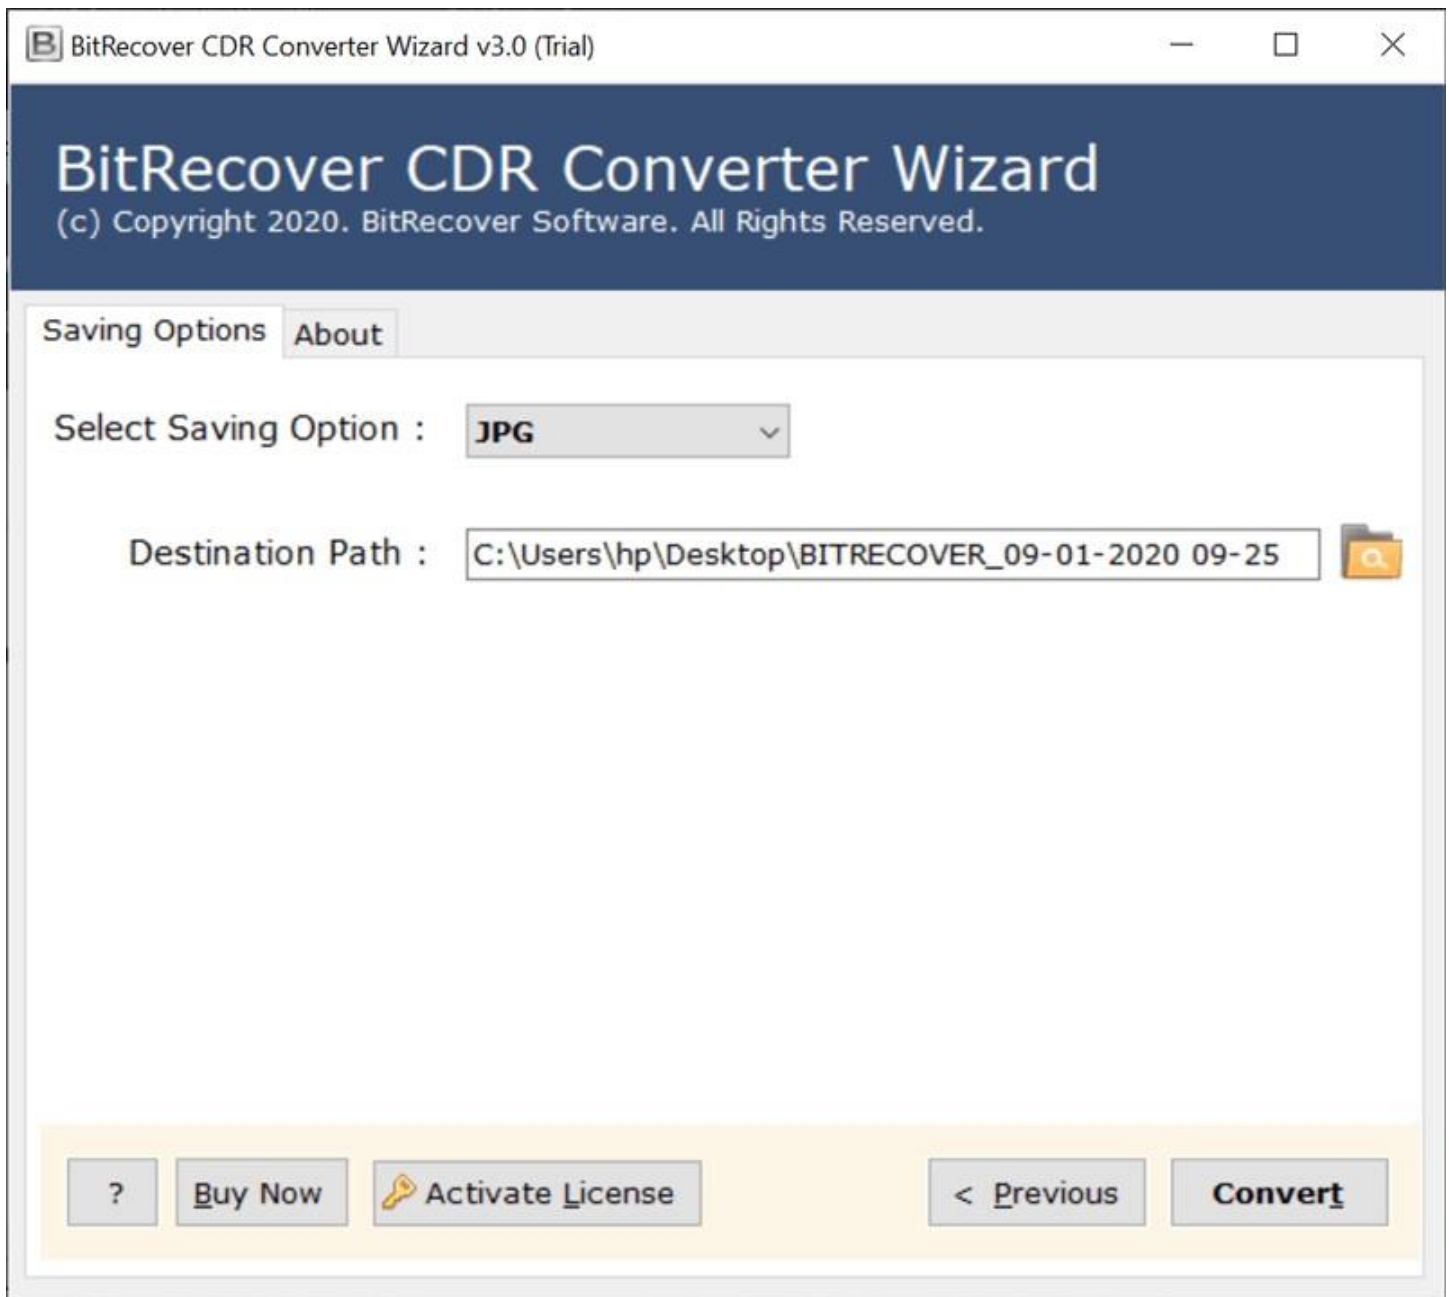 BitRecover CDR Converter Wizard v3.0 (Trial)
BitRecover CDR Converter Wizard
(c) Copyright 2020. BitRecover Software. All Rights Reserved.
Saving Options About
Select Saving Option : JPG
Destination Path : C:\Users\hp\Desktop\BITRECOVER_09-01-2020 09-25
? Buy Now Activate License < Previous Convert